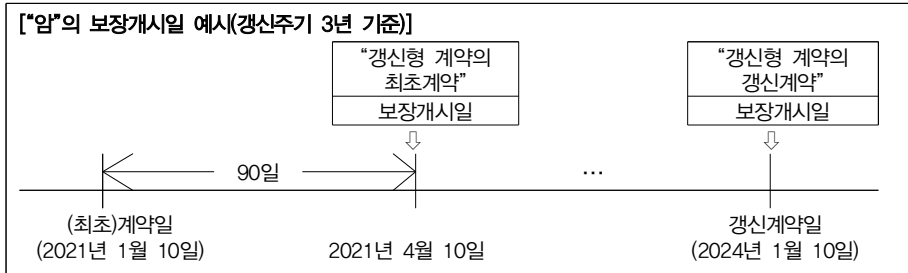 ["암"의 보장개시일 예시(갱신주기 3년 기준)]
"갱신형 계약의
최초계약"
보장개시일
"갱신형 계약의
갱신계약"
보장개시일
90일
…
(최초)계약일
(2021년 1월 10일)
2021년 4월 10일
갱신계약일
(2024년 1월 10일)